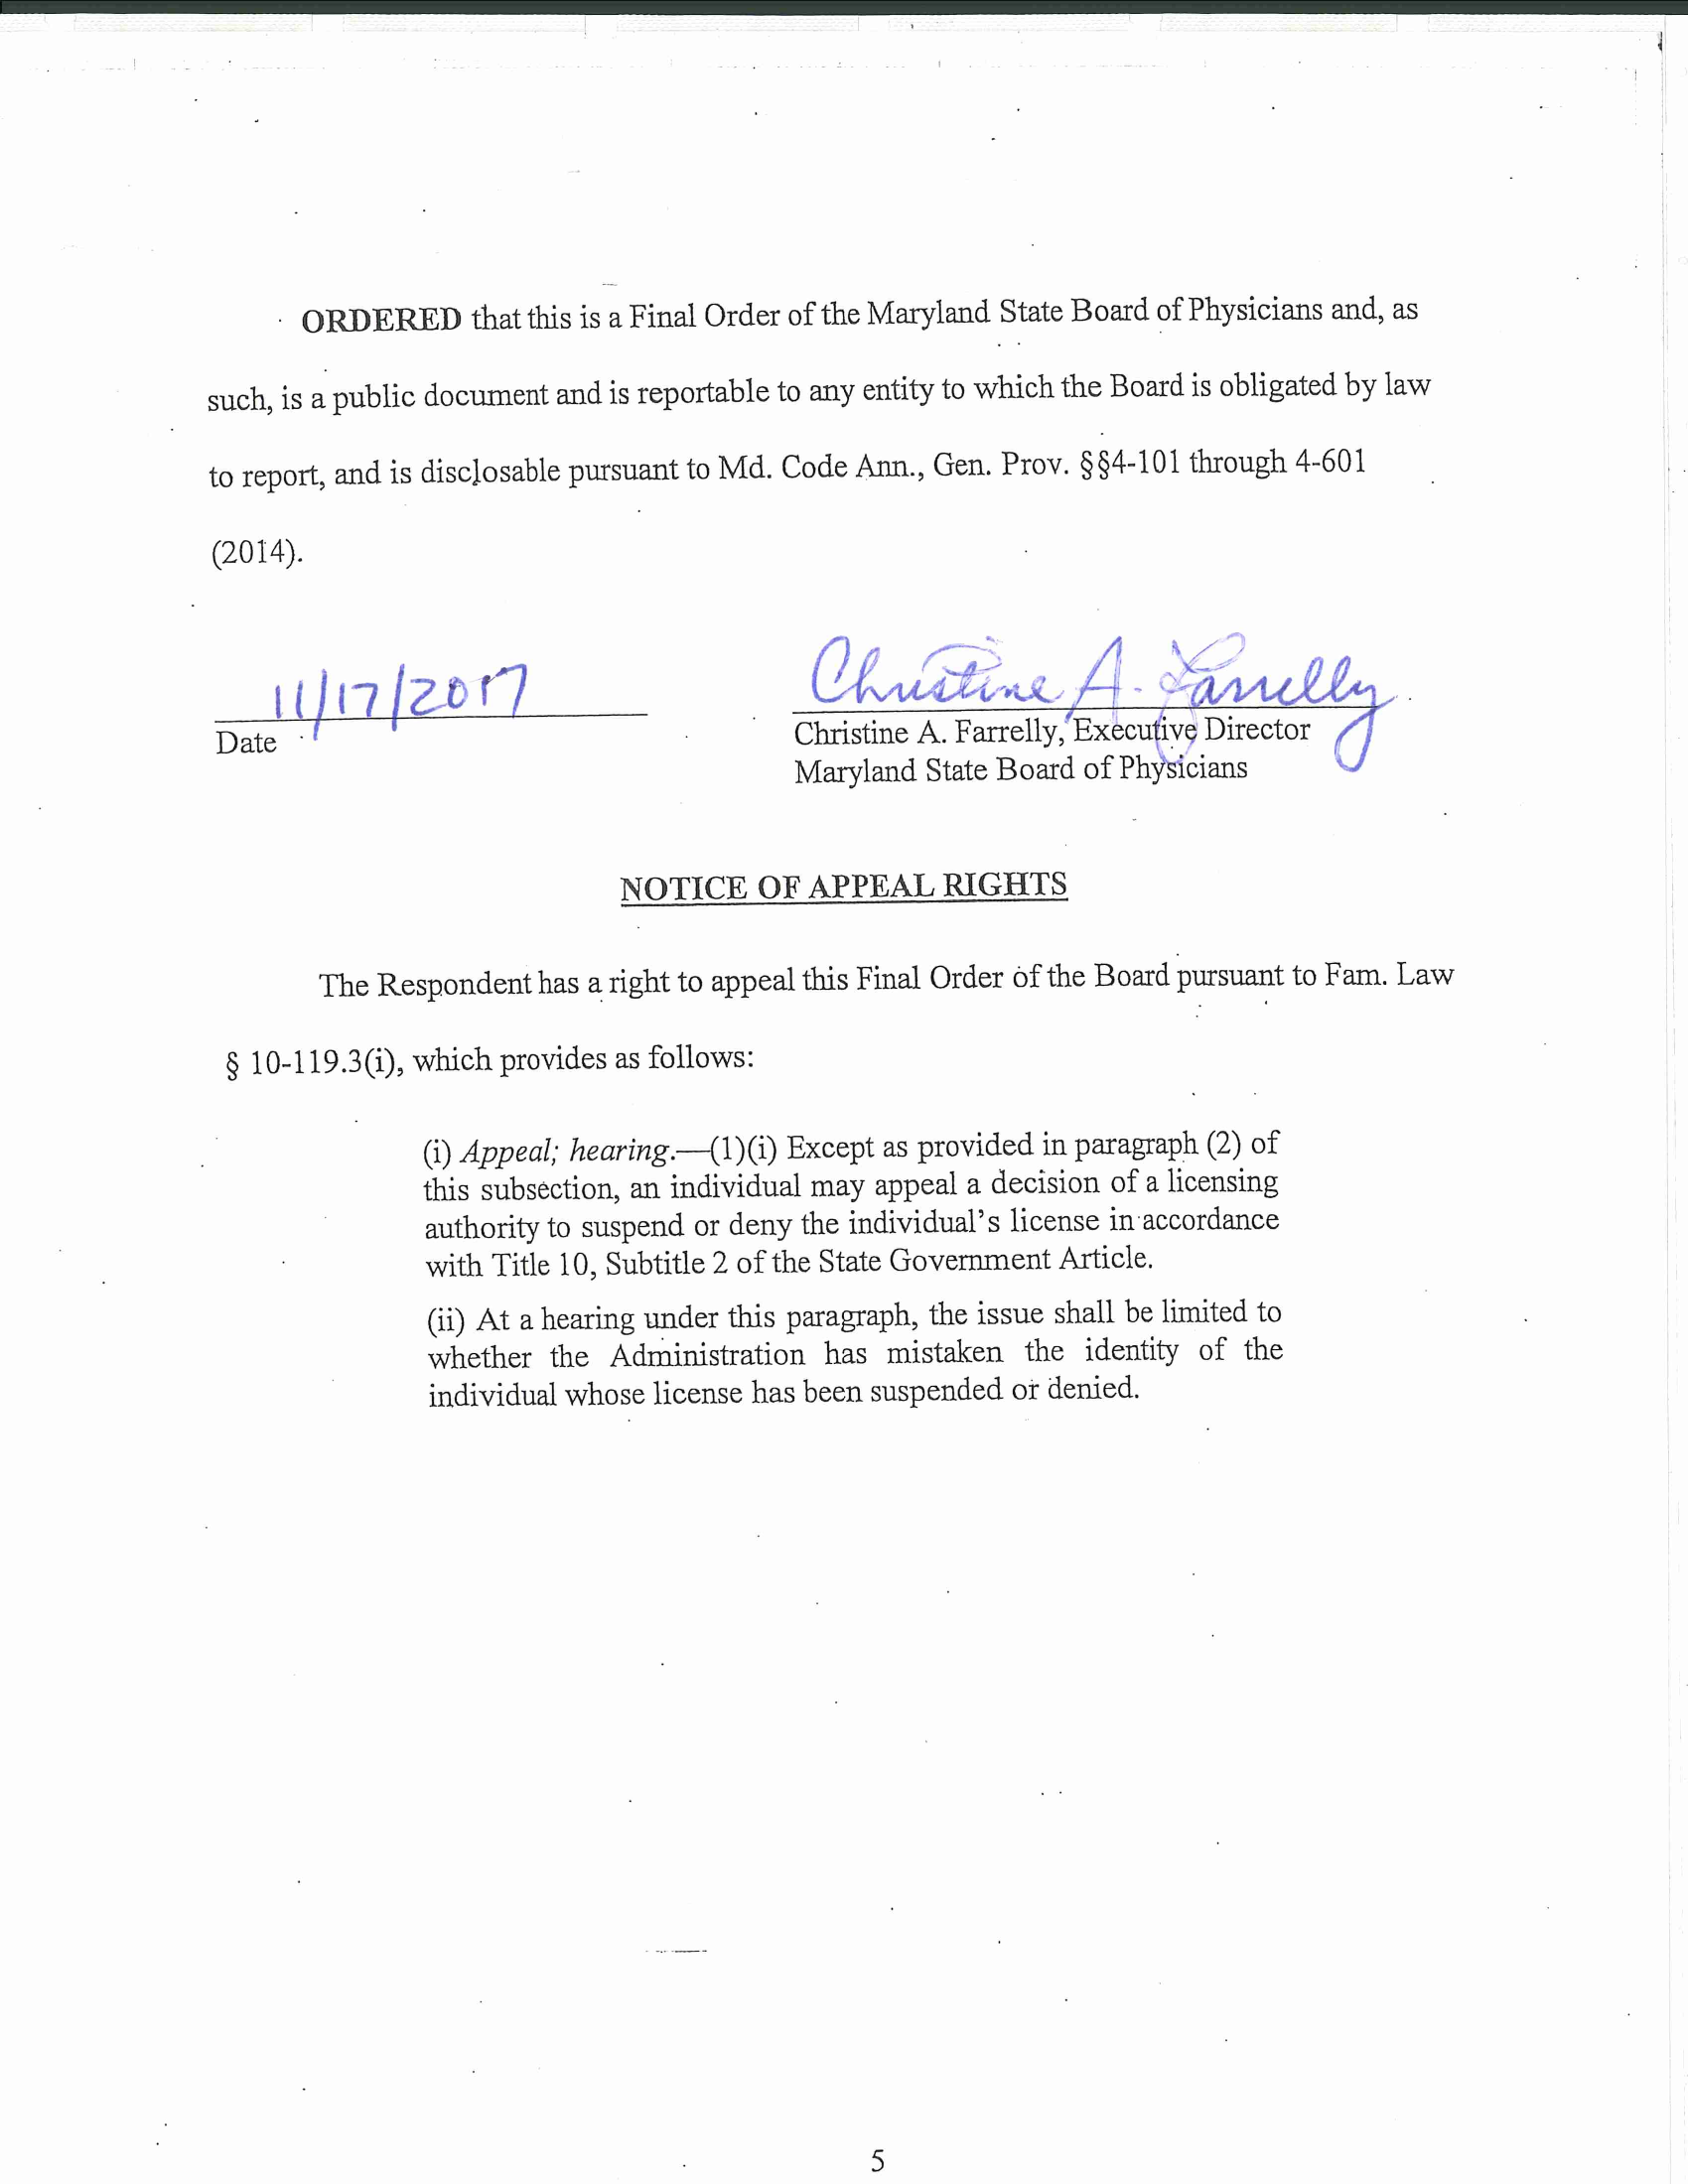 ORDERED that this is a Final Order of the Maryland State Board of Physicians and, as
such, is a public document and is reportable to any entity to which the Board is obligated by law
to report, and is disclosable pursuant to Md. Code Ann., Gen. Prov. §§4-101 through 4-601
(2014).
11/17/2017
Date
Christine A. Farrelly
Christine A. Farrelly, Executive Director
Maryland State Board of Physicians
NOTICE OF APPEAL RIGHTS
The Respondent has a right to appeal this Final Order of the Board pursuant to Fam. Law
§ 10-119.3(i), which provides as follows:
(i) Appeal; hearing.—(1)(i) Except as provided in paragraph (2) of
this subsection, an individual may appeal a decision of a licensing
authority to suspend or deny the individual's license in accordance
with Title 10, Subtitle 2 of the State Government Article.
(ii) At a hearing under this paragraph, the issue shall be limited to
whether the Administration has mistaken the identity of the
individual whose license has been suspended or denied.
5